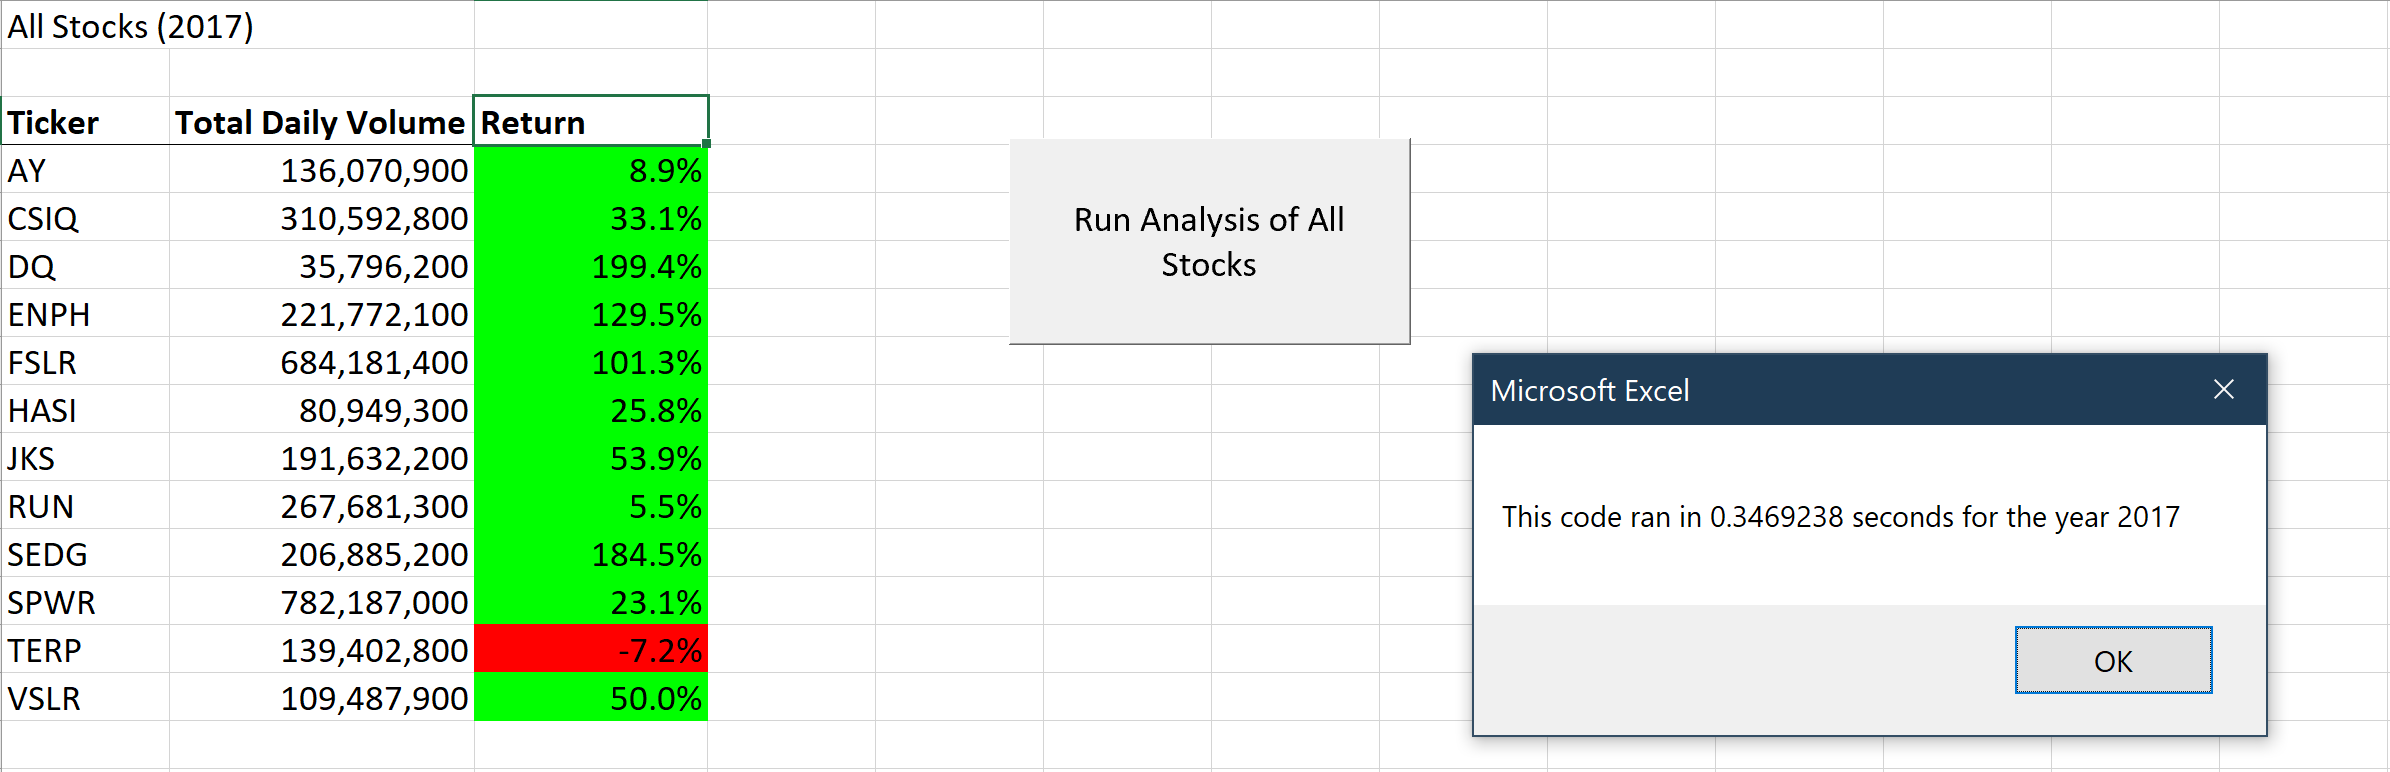 All Stocks (2017)
Ticker Total Daily Volume Return
AY 136,070,900 8.9%
CSIQ 310,592,800 33.1%
DQ 35,796,200 199.4%
ENPH 221,772,100 129.5%
FSLR 684,181,400 101.3%
HASI 80,949,300 25.8%
JKS 191,632,200 53.9%
RUN 267,681,300 5.5%
SEDG 206,885,200 184.5%
SPWR 782,187,000 23.1%
TERP 139,402,800 -7.2%
VSLR 109,487,900 50.0%
Run Analysis of All
Stocks
Microsoft Excel
This code ran in 0.3469238 seconds for the year 2017
OK